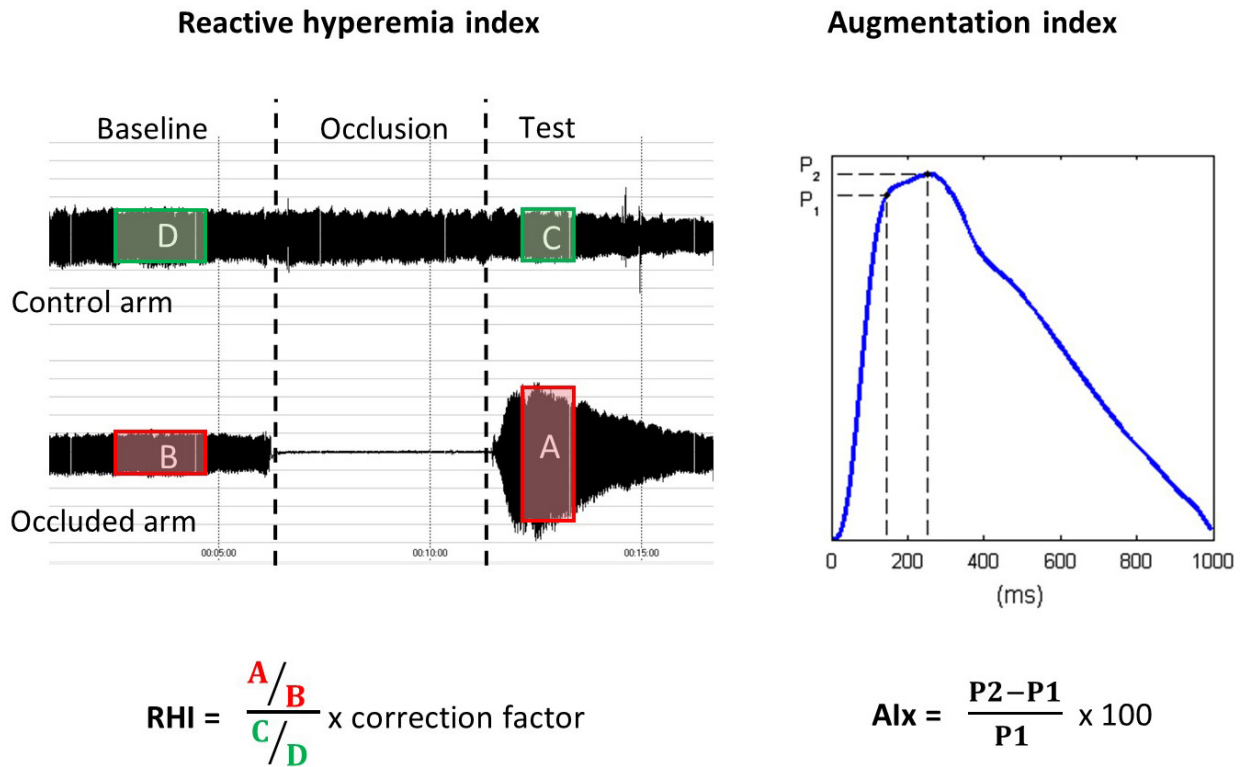 Reactive hyperemia index
Augmentation index
Baseline
Occlusion
Test
D
C
Control arm
B
A
Occluded arm
00:05:00
00:10:00
00:15:00
RHI = A/B / C/D x correction factor
P2
P1
0 200 400 600 800 1000
(ms)
AIx = P2–P1 / P1 x 100